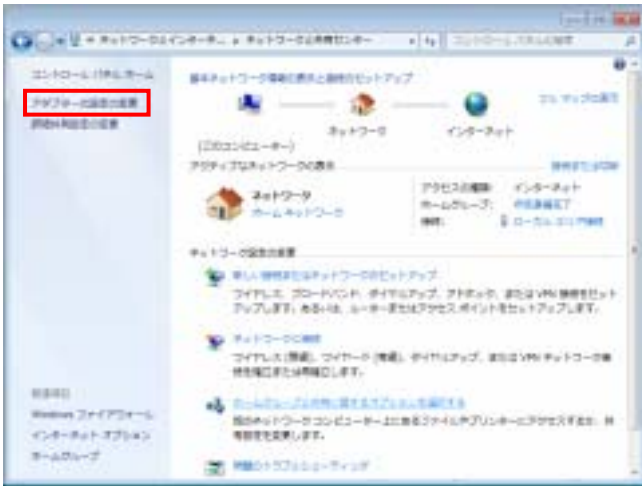 ネットワークとインターネ... ネットワークと共有センター コントロール パネルの検索
コントロール パネル ホーム
アダプターの設定の変更
共有の詳細設定の変更
基本ネットワーク情報の表示と接続のセットアップ
フル マップの表示
ネットワーク インターネット
(このコンピューター)
アクティブなネットワークの表示 接続または切断
ネットワーク
ホーム ネットワーク
アクセスの種類: インターネット
ホームグループ:
接続: ローカル エリア接続
ネットワーク設定の変更
新しい接続またはネットワークのセットアップ
ワイヤレス、ブロードバンド、ダイヤルアップ、アドホック、または VPN 接続をセット
アップします。あるいは、ルーターまたはアクセス ポイントをセットアップします。
ネットワークに接続
ワイヤレス (無線)、ワイヤード (有線)、ダイヤルアップ、または VPN ネットワーク接
続を確立または再確立します。
ホームグループと共有に関するオプションを選択する
別のネットワーク コンピューター上にあるファイルやプリンターにアクセスするか、共
有設定を変更します。
問題のトラブルシューティング
関連項目
Windows ファイアウォール
インターネット オプション
ホームグループ